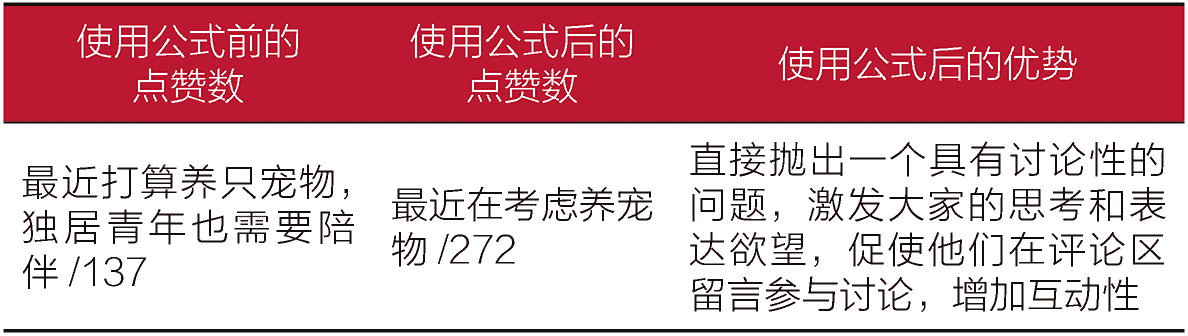 使用公式前的
点赞数
使用公式后的
点赞数
使用公式后的优势
最近打算养只宠物，
独居青年也需要陪
伴 /137
最近在考虑养宠
物 /272
直接抛出一个具有讨论性的
问题，激发大家的思考和表
达欲望，促使他们在评论区
留言参与讨论，增加互动性